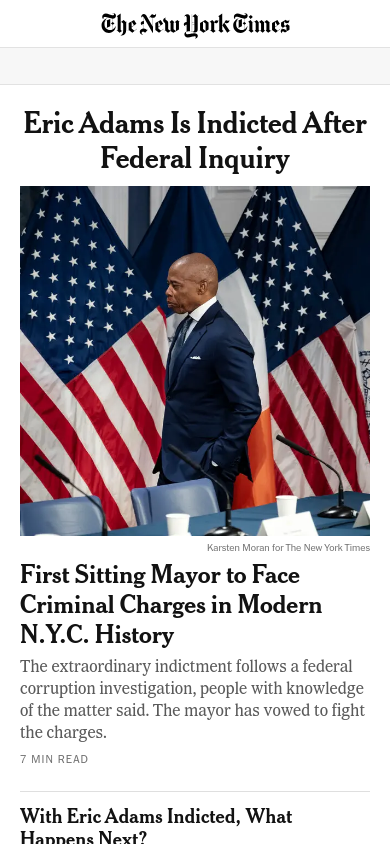 The New York Times
Eric Adams Is Indicted After
Federal Inquiry
Karsten Moran for The New York Times
First Sitting Mayor to Face
Criminal Charges in Modern
N.Y.C. History
The extraordinary indictment follows a federal
corruption investigation, people with knowledge
of the matter said. The mayor has vowed to fight
the charges.
7 MIN READ
With Eric Adams Indicted, What
Happens Next?